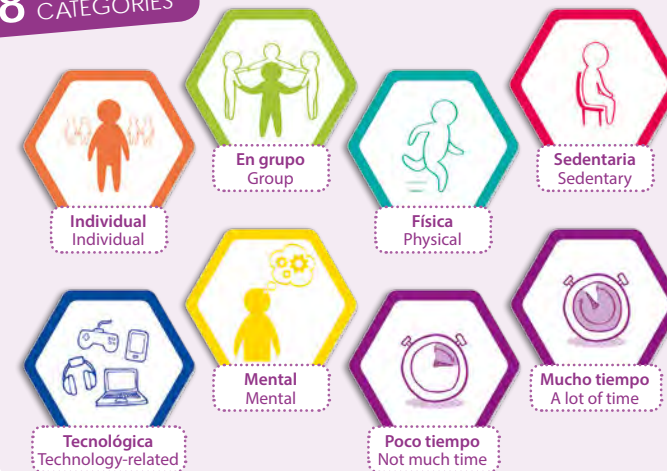 8 CATEGORIES
Individual
Individual
En grupo
Group
Física
Physical
Sedentaria
Sedentary
Tecnológica
Technology-related
Mental
Mental
Poco tiempo
Not much time
Mucho tiempo
A lot of time